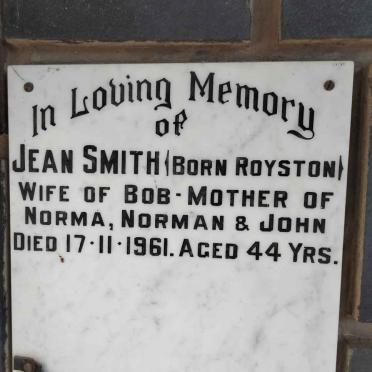 In Loving Memory
of
JEAN SMITH (BORN ROYSTON)
WIFE OF BOB - MOTHER OF
NORMA, NORMAN & JOHN
DIED 17·11·1961. AGED 44 YRS.